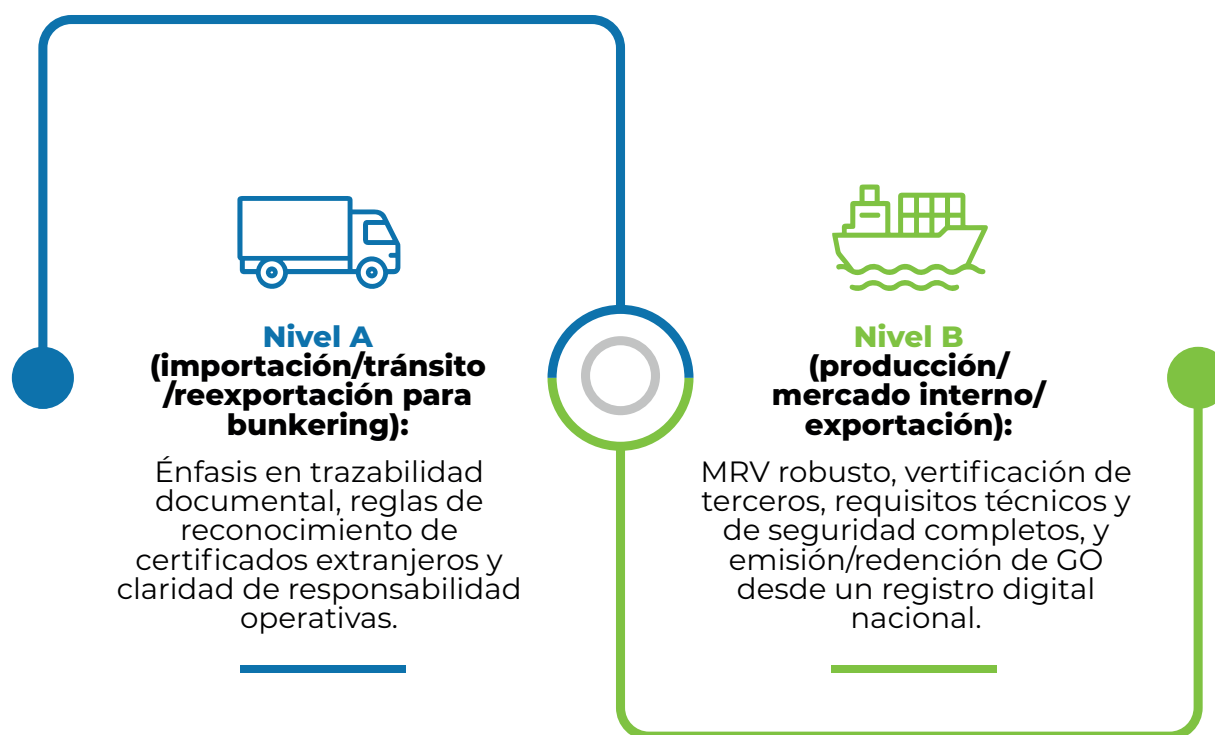 Nivel A
(importación/tránsito
/reexportación para
bunkering):
Énfasis en trazabilidad
documental, reglas de
reconocimiento de
certificados extranjeros y
claridad de responsabilidad
operativas.
Nivel B
(producción/
mercado interno/
exportación):
MRV robusto, vertificación de
terceros, requisitos técnicos y
de seguridad completos, y
emisión/redención de GO
desde un registro digital
nacional.